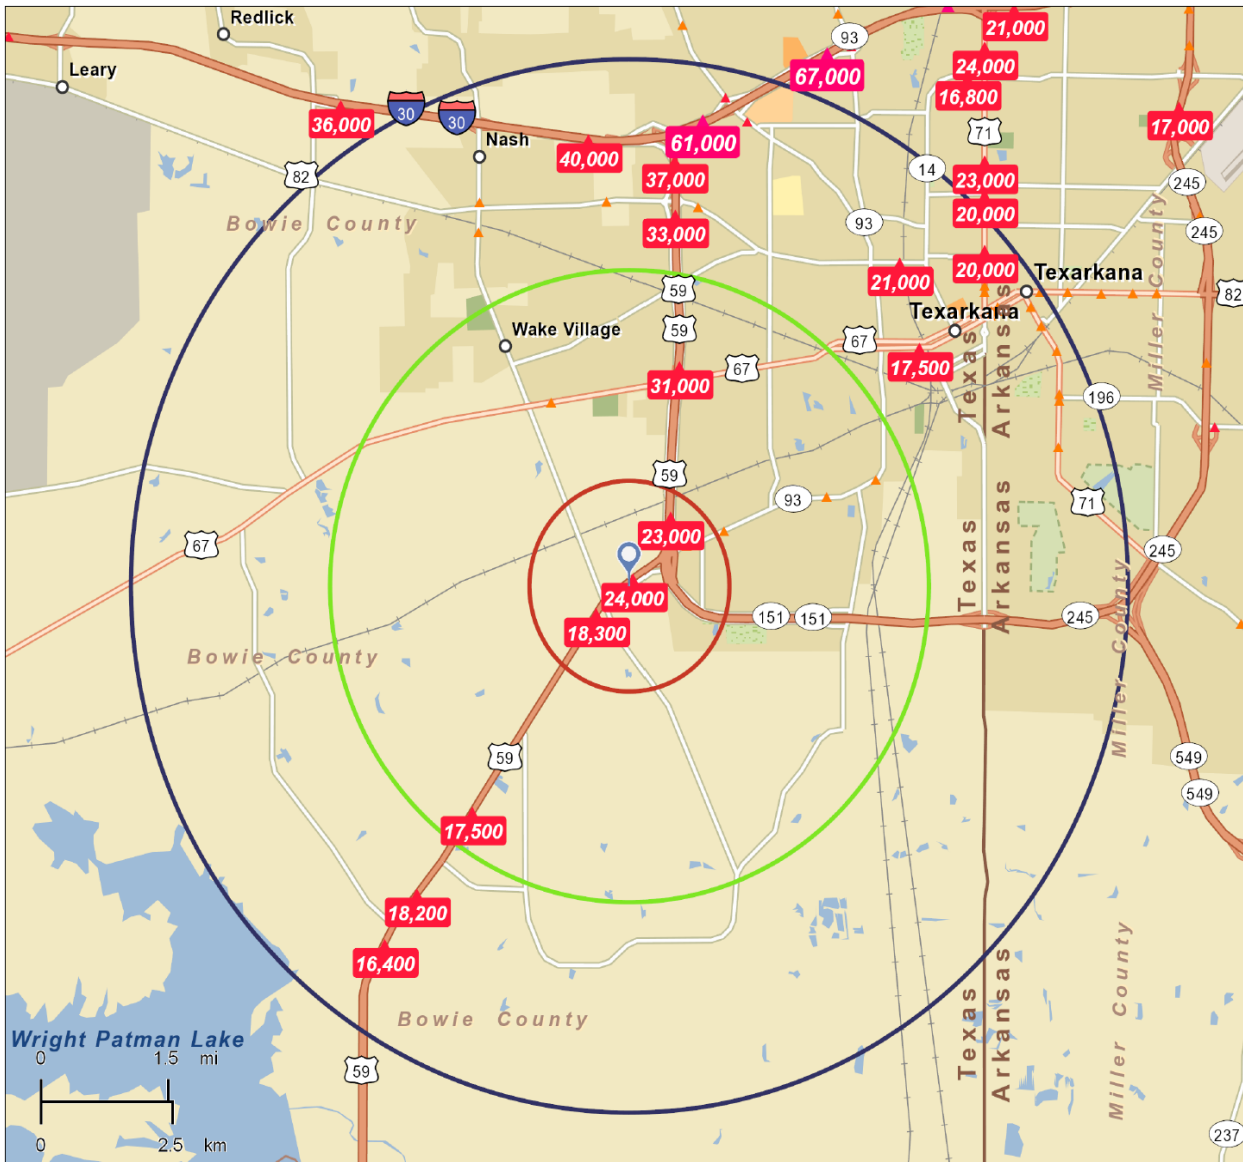 Redlick
93
21,000
Leary
24,000
67,000
16,800
36,000
30
30
61,000
71
17,000
Nash
40,000
82
37,000
14
23,000
245
Bowie County
33,000
93
20,000
245
Miller County
21,000
20,000
Texarkana
59
82
Wake Village
59
67
Texarkana
67
17,500
31,000
Texas
Arkansas
196
59
93
71
67
23,000
Texas
Arkansas
245
24,000
18,300
151
151
245
Bowie County
Miller County
59
549
549
17,500
18,200
16,400
Bowie County
Texas
Arkansas
Miller County
Wright Patman Lake
0 1.5 mi
59
0 2.5 km
237